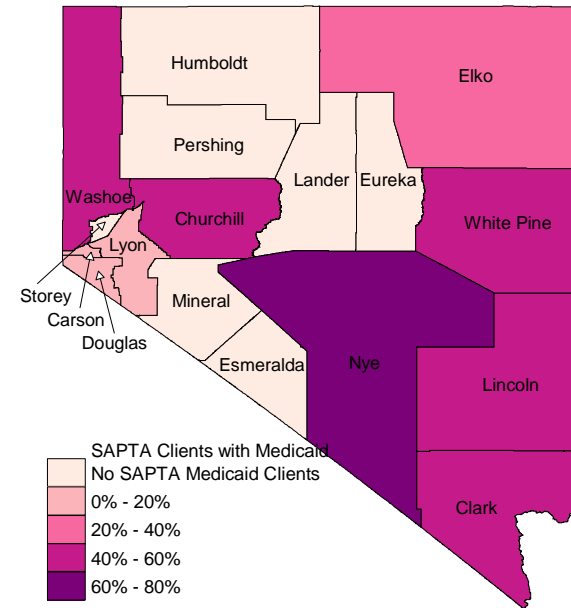 Humboldt
Elko
Pershing
Lander
Eureka
Washoe
Churchill
White Pine
Lyon
Storey
Mineral
Carson
Douglas
Esmeralda
Nye
Lincoln
SAPTA Clients with Medicaid
No SAPTA Medicaid Clients
0% - 20%
Clark
20% - 40%
40% - 60%
60% - 80%